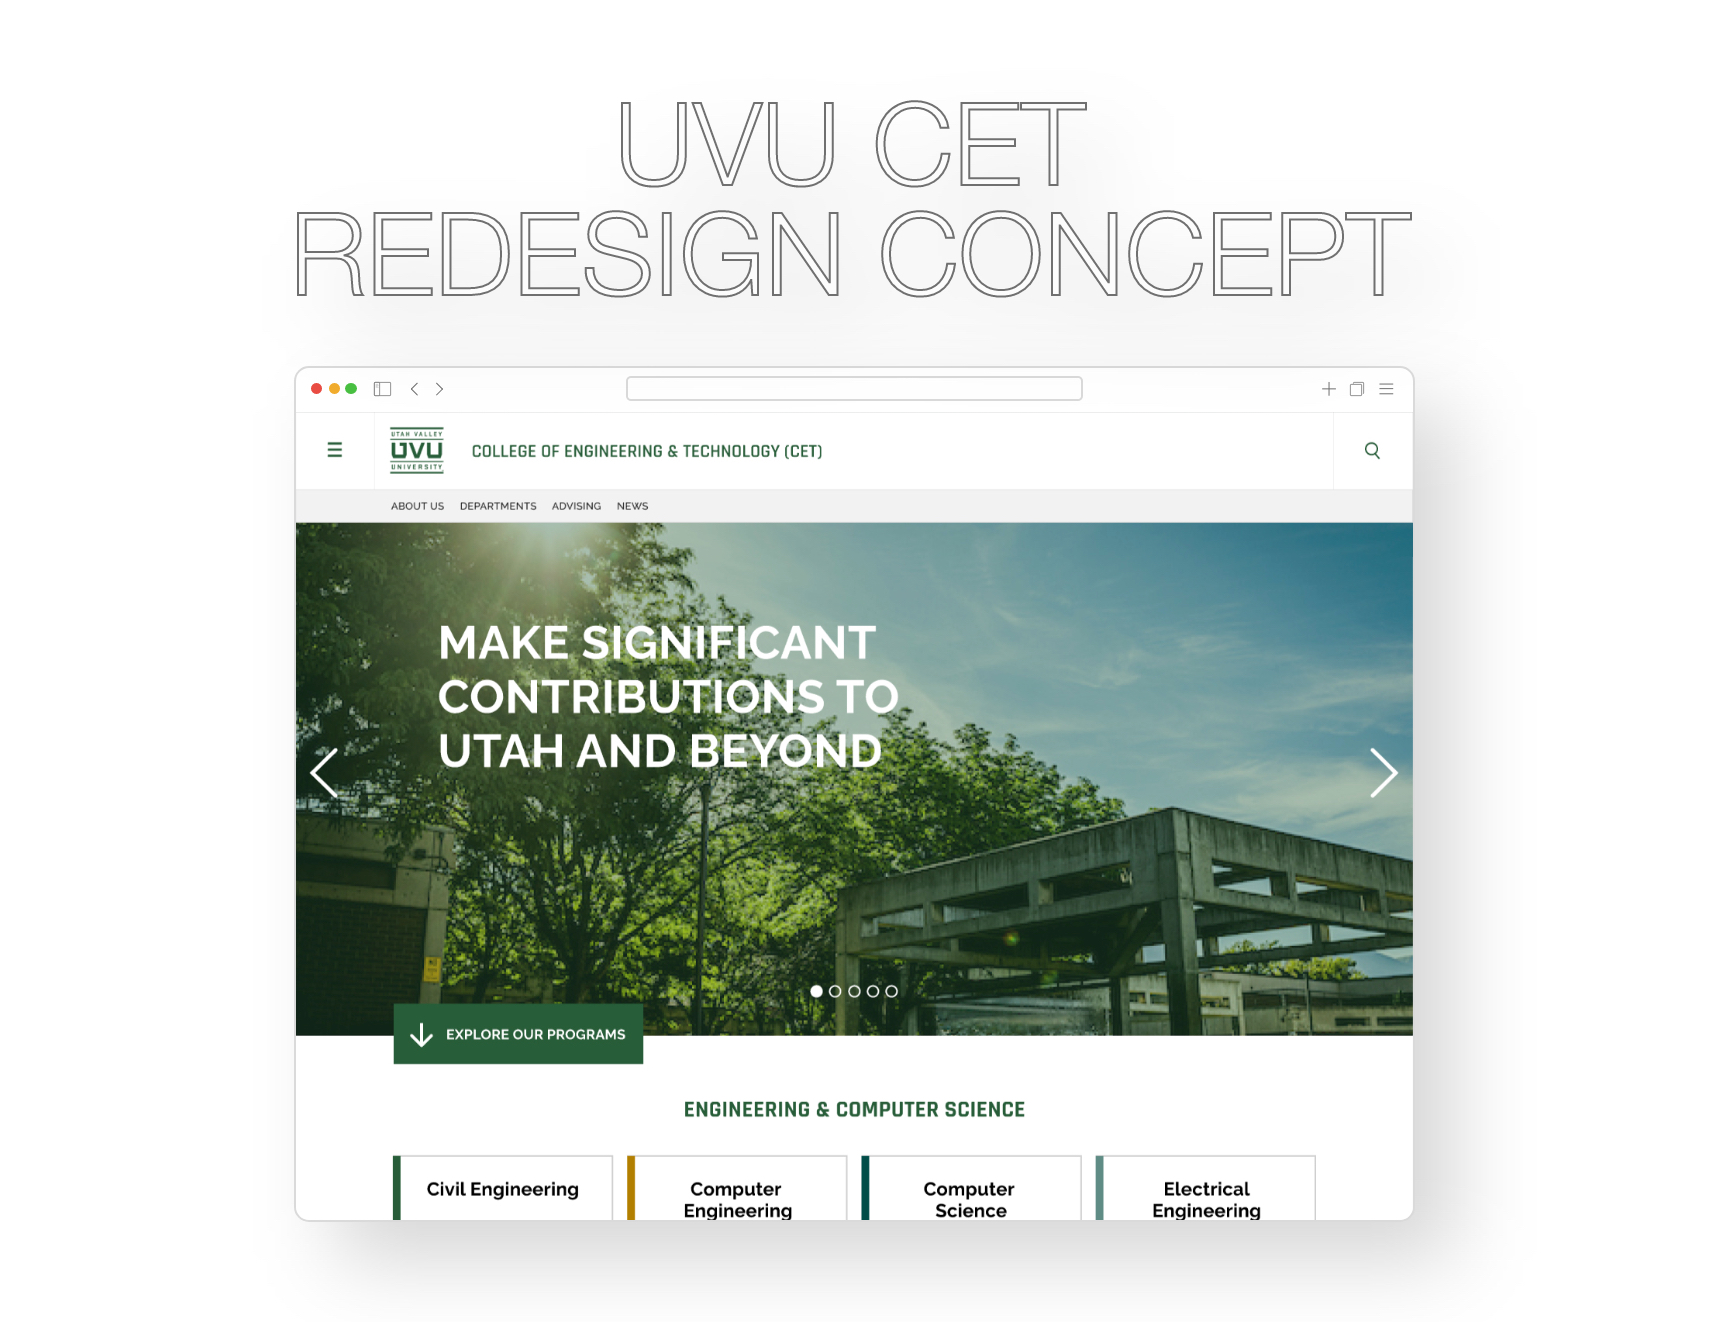 UVU CET
REDESIGN CONCEPT
UTAH VALLEY
UVU
UNIVERSITY
COLLEGE OF ENGINEERING & TECHNOLOGY (CET)
ABOUT US DEPARTMENTS ADVISING NEWS
MAKE SIGNIFICANT
CONTRIBUTIONS TO
UTAH AND BEYOND
EXPLORE OUR PROGRAMS
ENGINEERING & COMPUTER SCIENCE
Civil Engineering
Computer
Engineering
Computer
Science
Electrical
Engineering